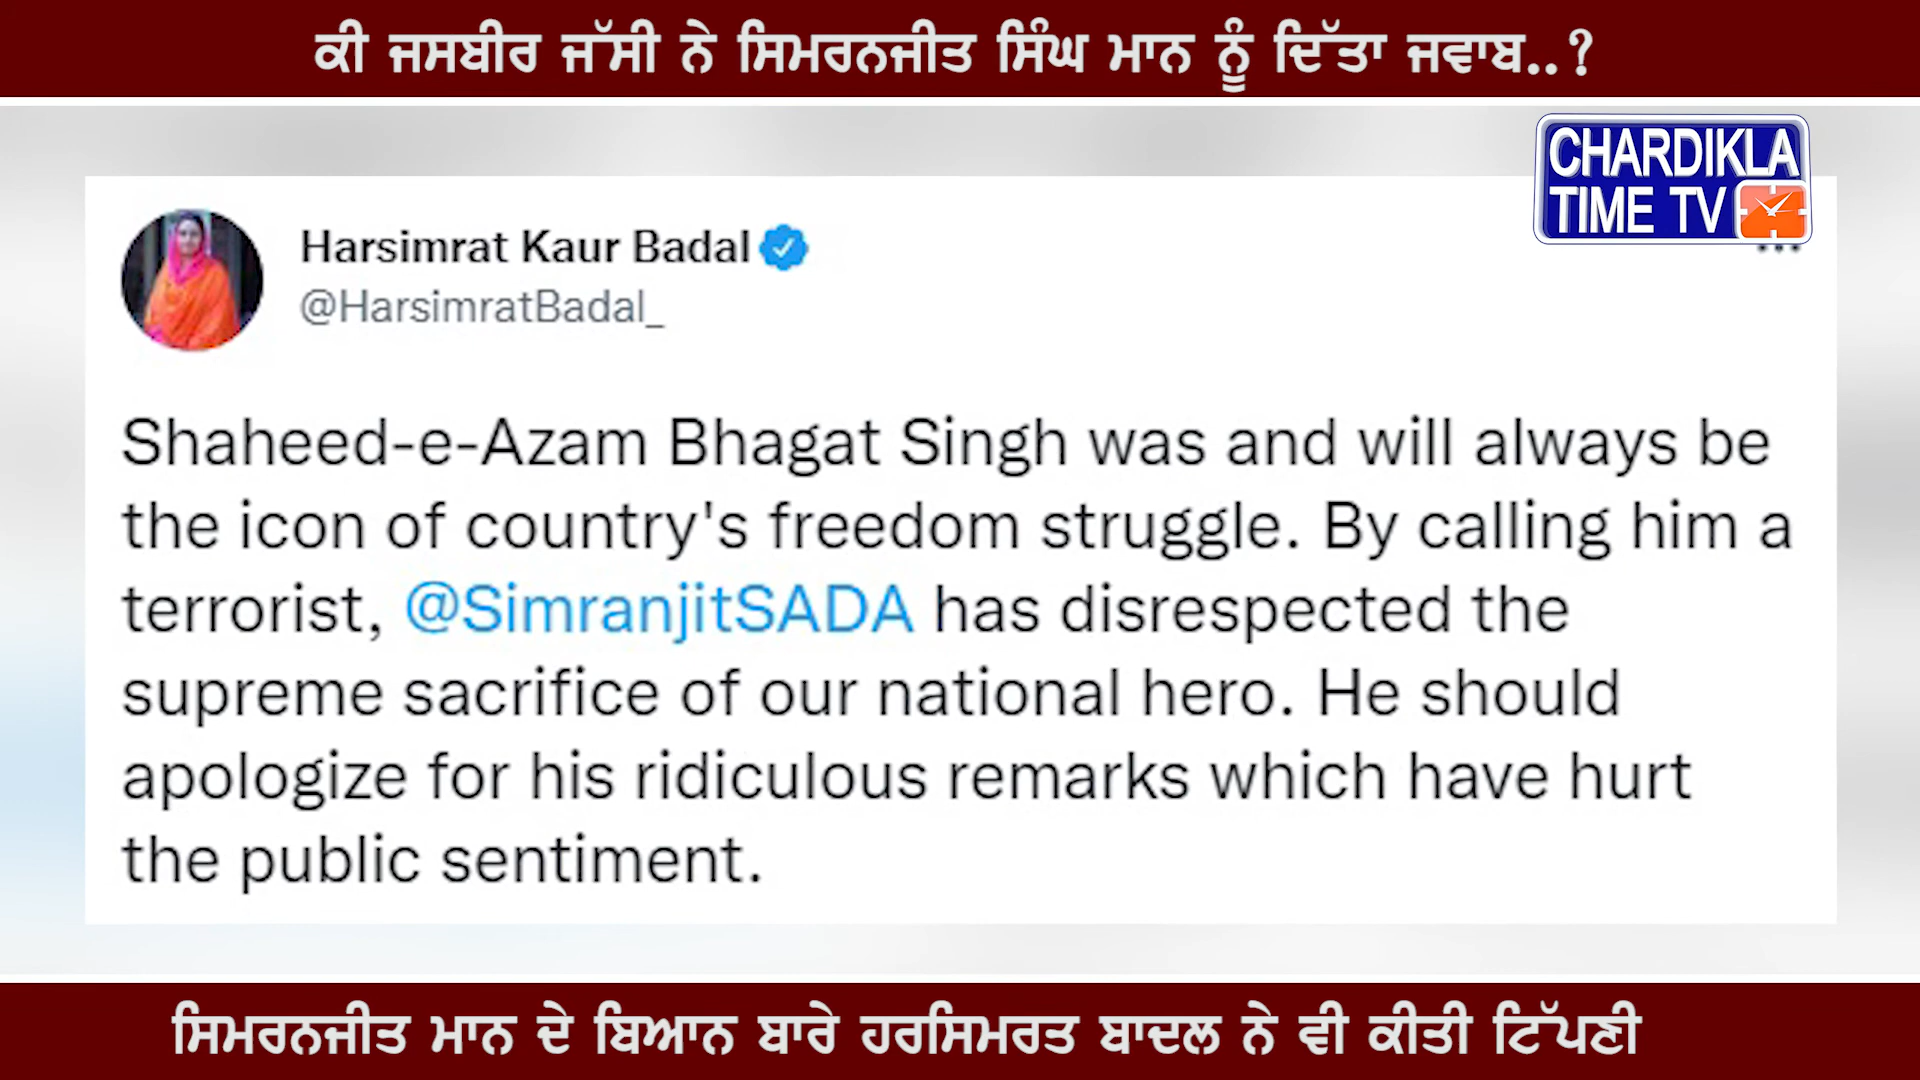 ਕੀ ਜਸਬੀਰ ਜੱਸੀ ਨੇ ਸਿਮਰਨਜੀਤ ਸਿੰਘ ਮਾਨ ਨੂੰ ਦਿੱਤਾ ਜਵਾਬ..?
CHARDIKLA
TIME TV
Harsimrat Kaur Badal
@HarsimratBadal_
Shaheed-e-Azam Bhagat Singh was and will always be
the icon of country's freedom struggle. By calling him a
terrorist, @SimranjitSADA has disrespected the
supreme sacrifice of our national hero. He should
apologize for his ridiculous remarks which have hurt
the public sentiment.
ਸਿਮਰਨਜੀਤ ਮਾਨ ਦੇ ਬਿਆਨ ਬਾਰੇ ਹਰਸਿਮਰਤ ਬਾਦਲ ਨੇ ਵੀ ਕੀਤੀ ਟਿੱਪਣੀ